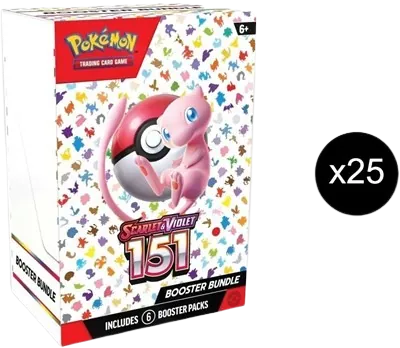 POKÉMON
TRADING CARD GAME
6+
SCARLET & VIOLET
151
BOOSTER BUNDLE
INCLUDES 6 BOOSTER PACKS
BOOSTER BUNDLE
x25